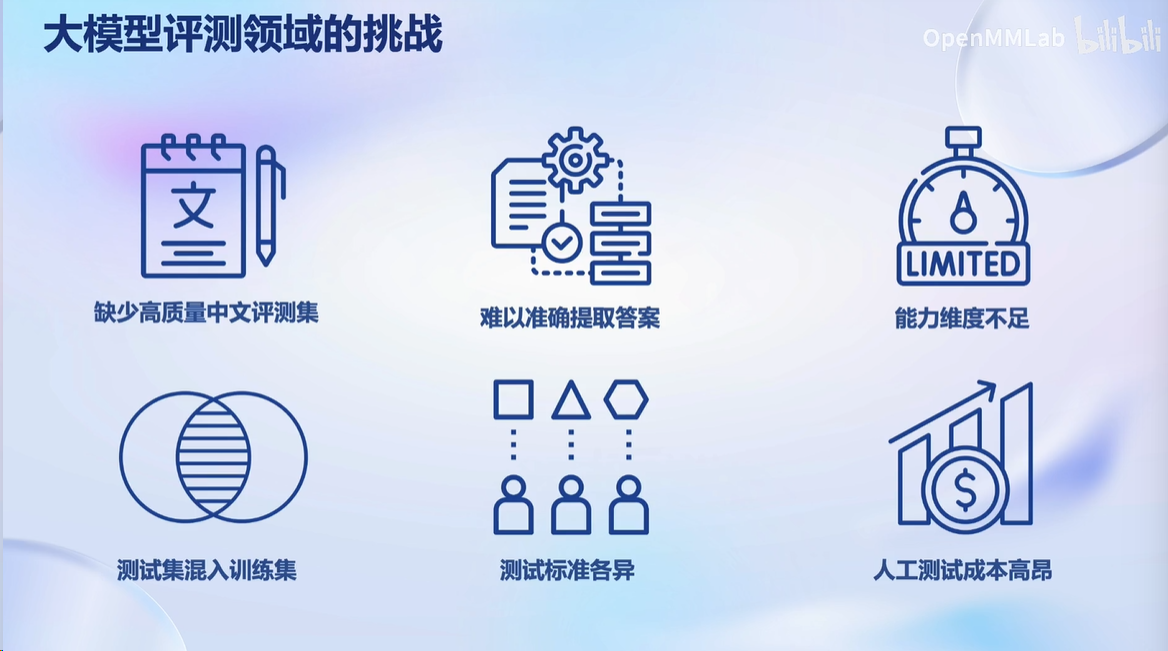 大模型评测领域的挑战
OpenMMLab bilibili
文
LIMITED
缺少高质量中文评测集
难以准确提取答案
能力维度不足
$
测试集混入训练集
测试标准各异
人工测试成本高昂